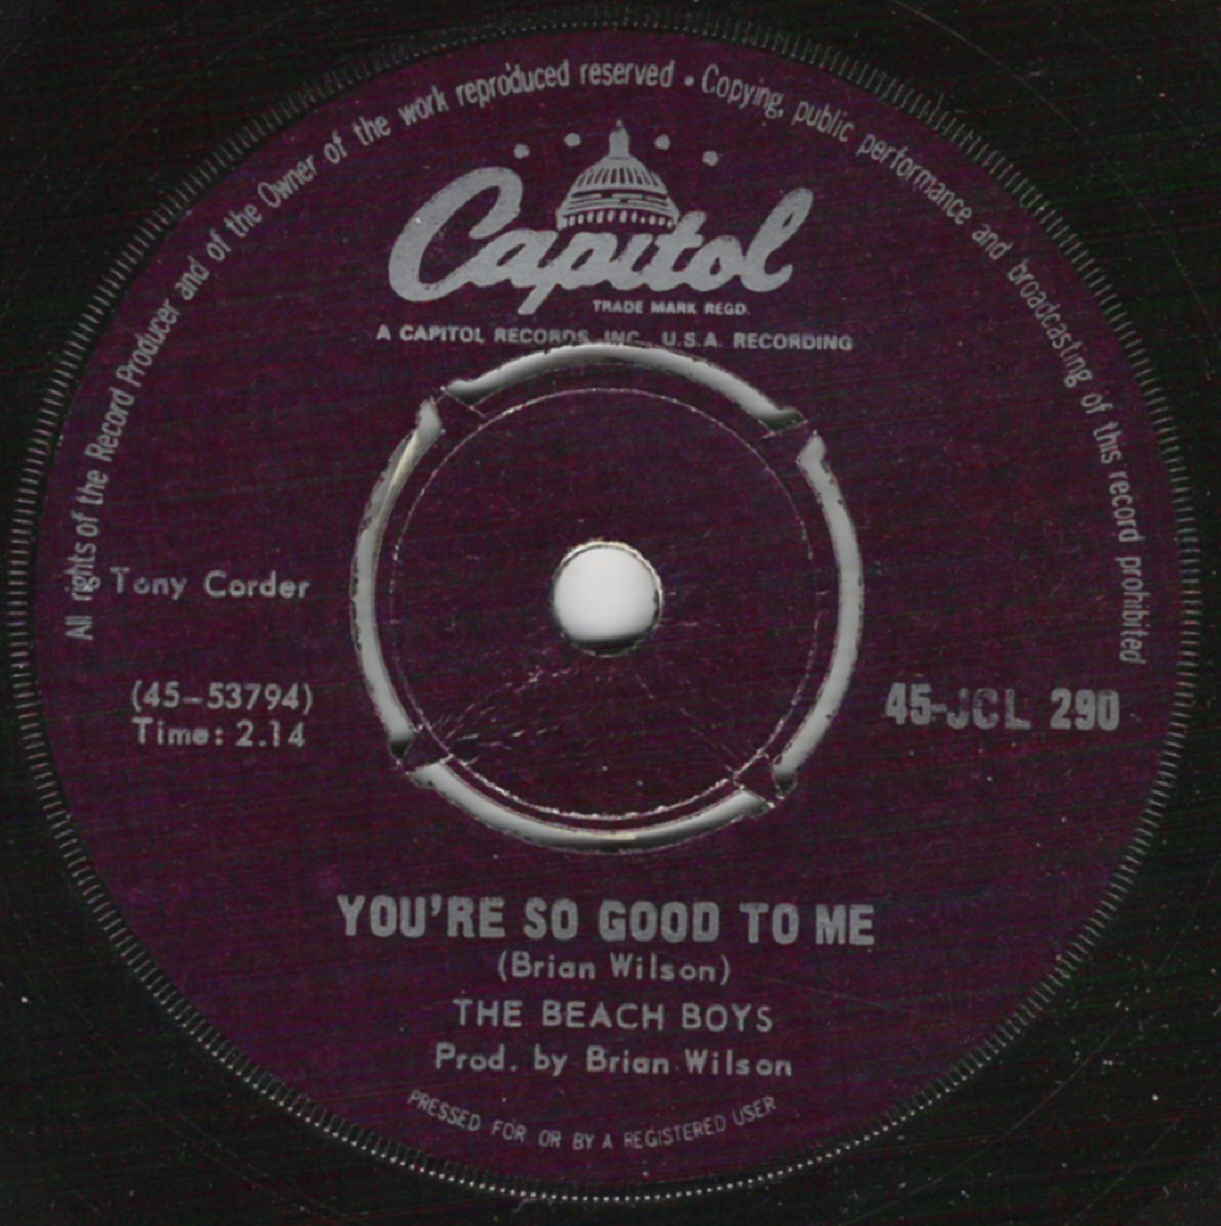 All rights of the Record Producer and of the Owner of the work reproduced reserved • Copying, public performance and broadcasting of this record prohibited
Capitol
TRADE MARK REGD.
A CAPITOL RECORDS, INC., U.S.A. RECORDING
Tony Corder
(45-53794)
Time: 2.14
45-JCL 290
YOU'RE SO GOOD TO ME
(Brian Wilson)
THE BEACH BOYS
Prod. by Brian Wilson
PRESSED FOR OR BY A REGISTERED USER